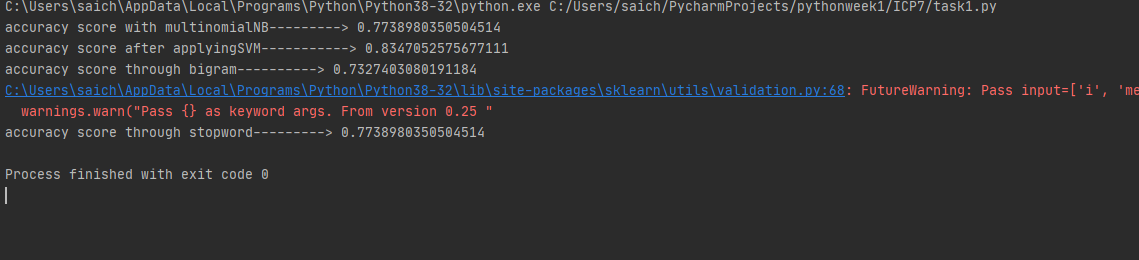 C:\Users\saich\AppData\Local\Programs\Python\Python38-32\python.exe C:/Users/saich/PycharmProjects/pythonweek1/ICP7/task1.py
accuracy score with multinomialNB---------> 0.7738980350504514
accuracy score after applyingSVM-----------> 0.8347052575677111
accuracy score through bigram----------> 0.7327403080191184
C:\Users\saich\AppData\Local\Programs\Python\Python38-32\lib\site-packages\sklearn\utils\validation.py:68: FutureWarning: Pass input=['i', 'me
warnings.warn("Pass {} as keyword args. From version 0.25 "
accuracy score through stopword---------> 0.7738980350504514
Process finished with exit code 0